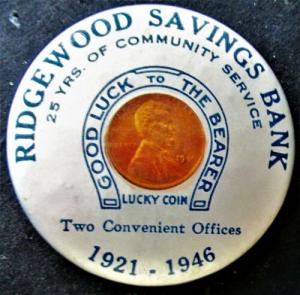 RIDGEWOOD SAVINGS BANK
25 YRS. OF COMMUNITY SERVICE
GOOD LUCK TO THE BEARER
LUCKY COIN
Two Convenient Offices
1921 - 1946